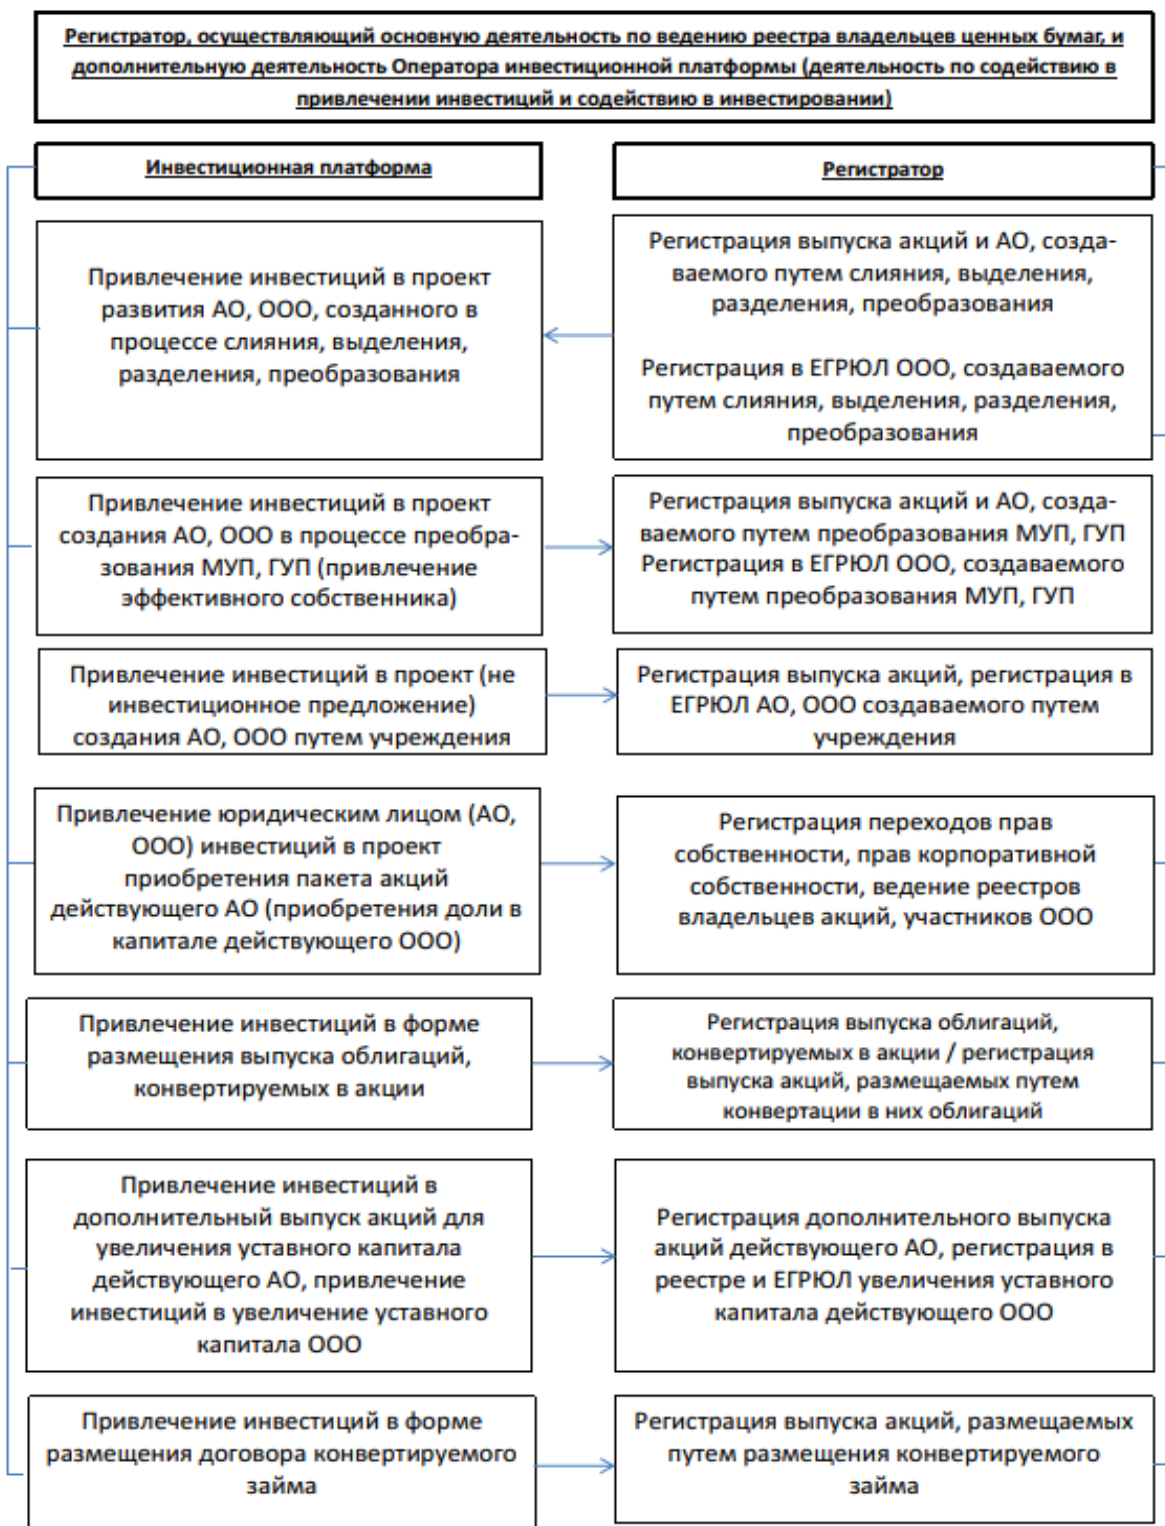 Регистратор, осуществляющий основную деятельность по ведению реестра владельцев ценных бумаг, и
дополнительную деятельность Оператора инвестиционной платформы (деятельность по содействию в
привлечении инвестиций и содействию в инвестировании)
Инвестиционная платформа
Регистратор
Привлечение инвестиций в проект
развития АО, ООО, созданного в
процессе слияния, выделения,
разделения, преобразования
Регистрация выпуска акций и АО, созда-
ваемого путем слияния, выделения,
разделения, преобразования
Регистрация в ЕГРЮЛ ООО, создаваемого
путем слияния, выделения, разделения,
преобразования
Привлечение инвестиций в проект
создания АО, ООО в процессе преобра-
зования МУП, ГУП (привлечение
эффективного собственника)
Регистрация выпуска акций и АО, созда-
ваемого путем преобразования МУП, ГУП
Регистрация в ЕГРЮЛ ООО, создаваемого
путем преобразования МУП, ГУП
Привлечение инвестиций в проект (не
инвестиционное предложение)
создания АО, ООО путем учреждения
Регистрация выпуска акций, регистрация в
ЕГРЮЛ АО, ООО создаваемого путем
учреждения
Привлечение юридическим лицом (АО,
ООО) инвестиций в проект
приобретения пакета акций
действующего АО (приобретения доли в
капитале действующего ООО)
Регистрация переходов прав
собственности, прав корпоративной
собственности, ведение реестров
владельцев акций, участников ООО
Привлечение инвестиций в форме
размещения выпуска облигаций,
конвертируемых в акции
Регистрация выпуска облигаций,
конвертируемых в акции / регистрация
выпуска акций, размещаемых путем
конвертации в них облигаций
Привлечение инвестиций в
дополнительный выпуск акций для
увеличения уставного капитала
действующего АО, привлечение
инвестиций в увеличение уставного
капитала ООО
Регистрация дополнительного выпуска
акций действующего АО, регистрация в
реестре и ЕГРЮЛ увеличения уставного
капитала действующего ООО
Привлечение инвестиций в форме
размещения договора конвертируемого
займа
Регистрация выпуска акций, размещаемых
путем размещения конвертируемого
займа